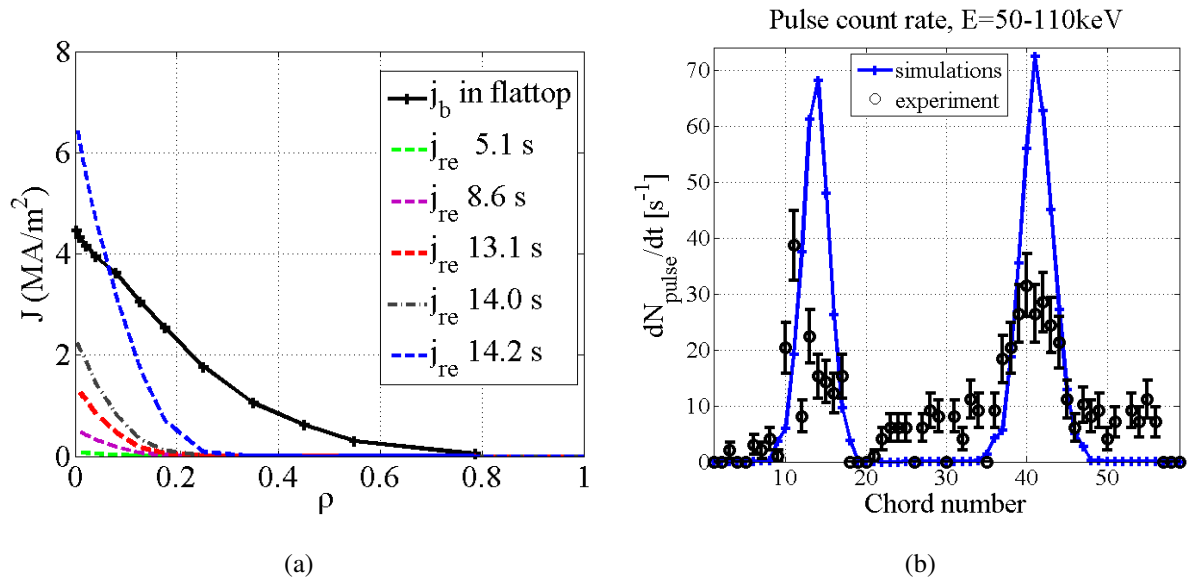 (a)
8
6
4
2
0
J (MA/m²)
0
0.2
0.4
0.6
0.8
1
ρ
j_b in flattop
j_re 5.1 s
j_re 8.6 s
j_re 13.1 s
j_re 14.0 s
j_re 14.2 s
(a)
Pulse count rate, E=50-110keV
(b)
70
60
50
40
30
20
10
0
dN_pulse/dt [s⁻¹]
10
20
30
40
50
Chord number
simulations
experiment
(b)